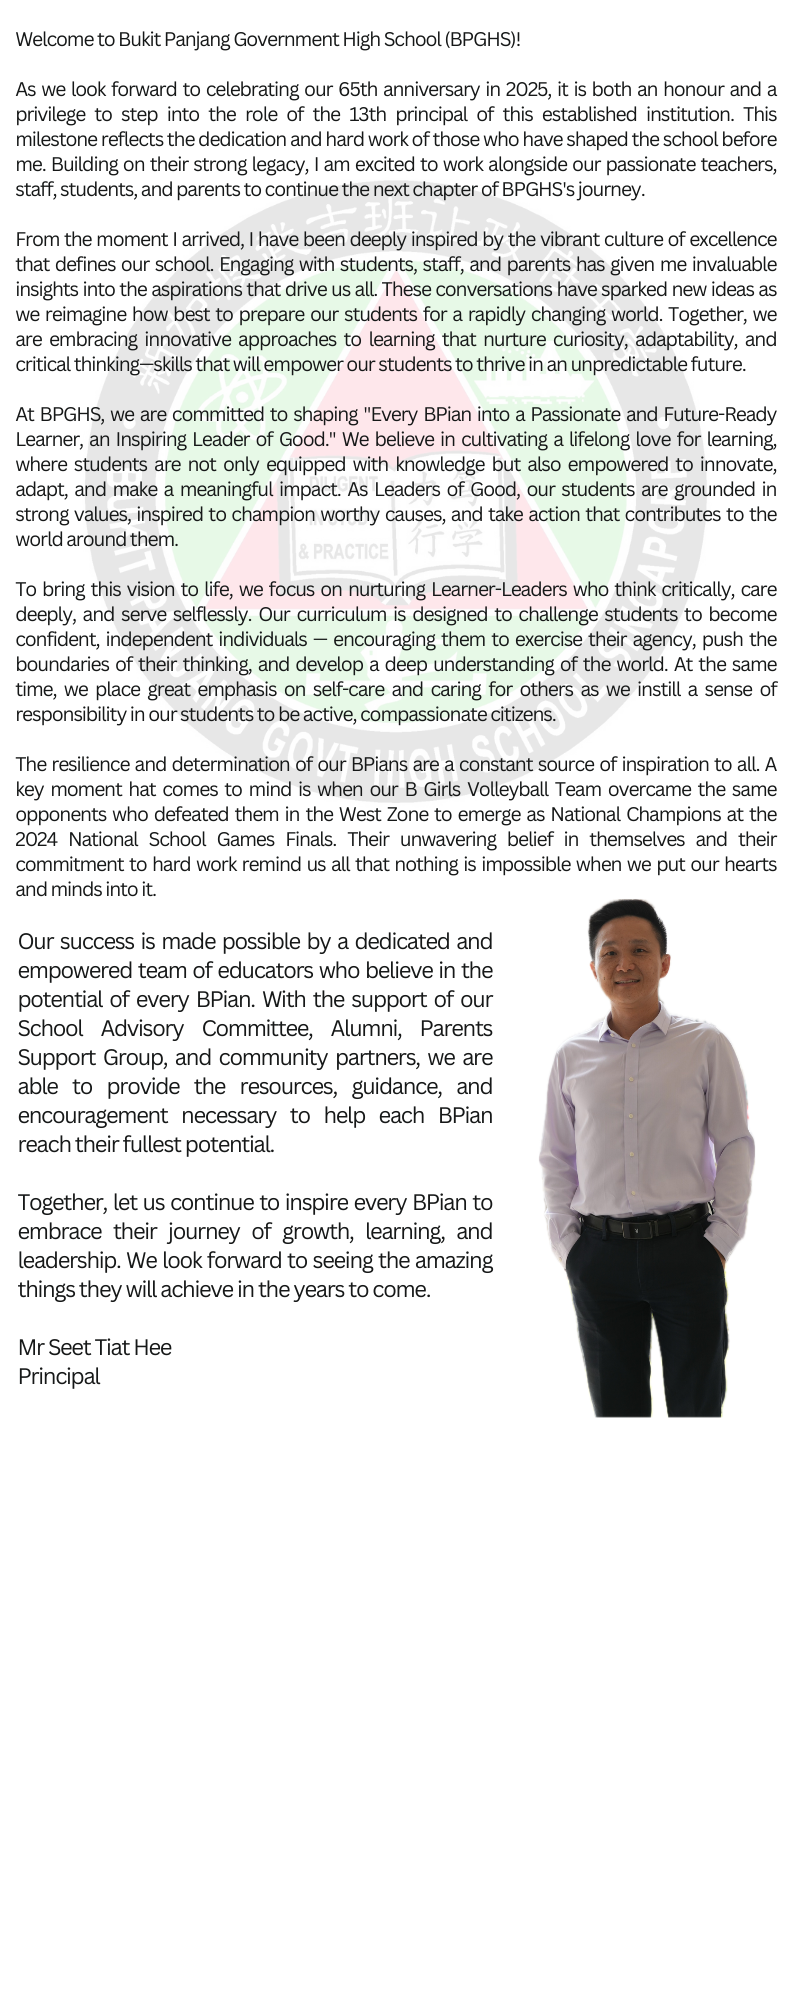 Welcome to Bukit Panjang Government High School (BPGHS)!
As we look forward to celebrating our 65th anniversary in 2025, it is both an honour and a
privilege to step into the role of the 13th principal of this established institution. This
milestone reflects the dedication and hard work of those who have shaped the school before
me. Building on their strong legacy, I am excited to work alongside our passionate teachers,
staff, students, and parents to continue the next chapter of BPGHS's journey.
From the moment I arrived, I have been deeply inspired by the vibrant culture of excellence
that defines our school. Engaging with students, staff, and parents has given me invaluable
insights into the aspirations that drive us all. These conversations have sparked new ideas as
we reimagine how best to prepare our students for a rapidly changing world. Together, we
are embracing innovative approaches to learning that nurture curiosity, adaptability, and
critical thinking—skills that will empower our students to thrive in an unpredictable future.
At BPGHS, we are committed to shaping "Every BPian into a Passionate and Future-Ready
Learner, an Inspiring Leader of Good." We believe in cultivating a lifelong love for learning,
where students are not only equipped with knowledge but also empowered to innovate,
adapt, and make a meaningful impact. As Leaders of Good, our students are grounded in
strong values, inspired to champion worthy causes, and take action that contributes to the
world around them.
To bring this vision to life, we focus on nurturing Learner-Leaders who think critically, care
deeply, and serve selflessly. Our curriculum is designed to challenge students to become
confident, independent individuals — encouraging them to exercise their agency, push the
boundaries of their thinking, and develop a deep understanding of the world. At the same
time, we place great emphasis on self-care and caring for others as we instill a sense of
responsibility in our students to be active, compassionate citizens.
The resilience and determination of our BPians are a constant source of inspiration to all. A
key moment hat comes to mind is when our B Girls Volleyball Team overcame the same
opponents who defeated them in the West Zone to emerge as National Champions at the
2024 National School Games Finals. Their unwavering belief in themselves and their
commitment to hard work remind us all that nothing is impossible when we put our hearts
and minds into it.
Our success is made possible by a dedicated and
empowered team of educators who believe in the
potential of every BPian. With the support of our
School Advisory Committee, Alumni, Parents
Support Group, and community partners, we are
able to provide the resources, guidance, and
encouragement necessary to help each BPian
reach their fullest potential.
Together, let us continue to inspire every BPian to
embrace their journey of growth, learning, and
leadership. We look forward to seeing the amazing
things they will achieve in the years to come.
Mr Seet Tiat Hee
Principal
& PRACTICE
力 笃
行 学
BUKIT PANJANG GOVT HIGH SCHOOL SINGAPORE